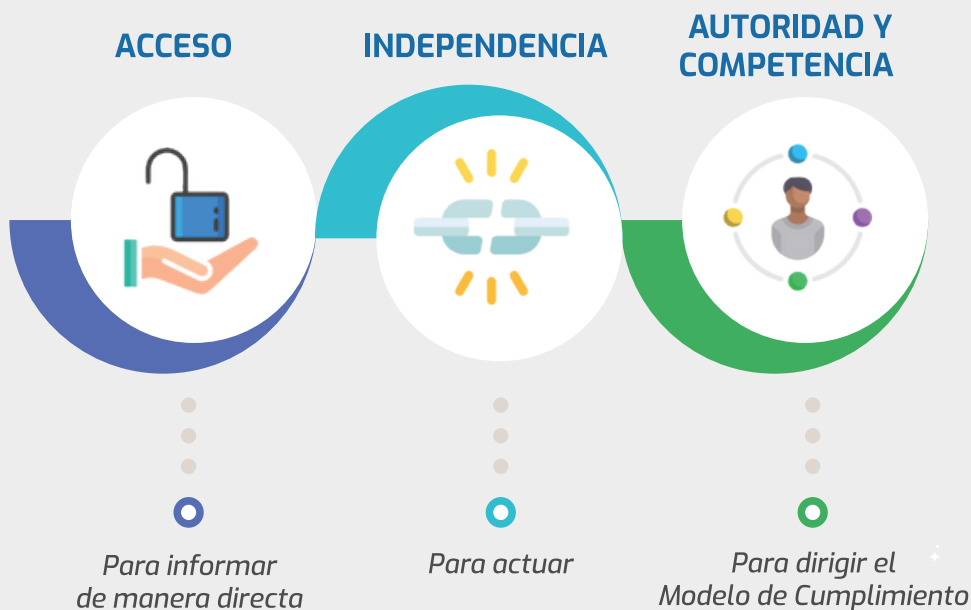 ACCESO
Para informar
de manera directa
INDEPENDENCIA
Para actuar
AUTORIDAD Y
COMPETENCIA
Para dirigir el
Modelo de Cumplimiento